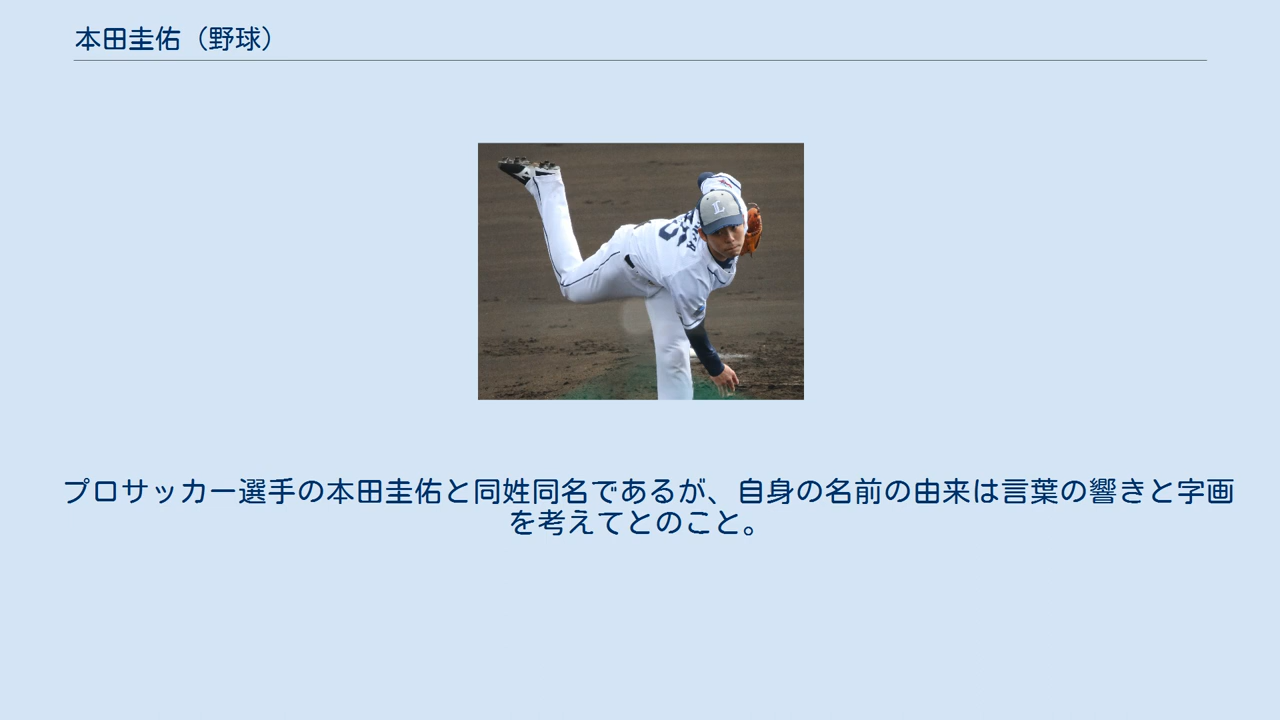 本田圭佑（野球）
L
プロサッカー選手の本田圭佑と同姓同名であるが、自身の名前の由来は言葉の響きと字画
を考えてとのこと。